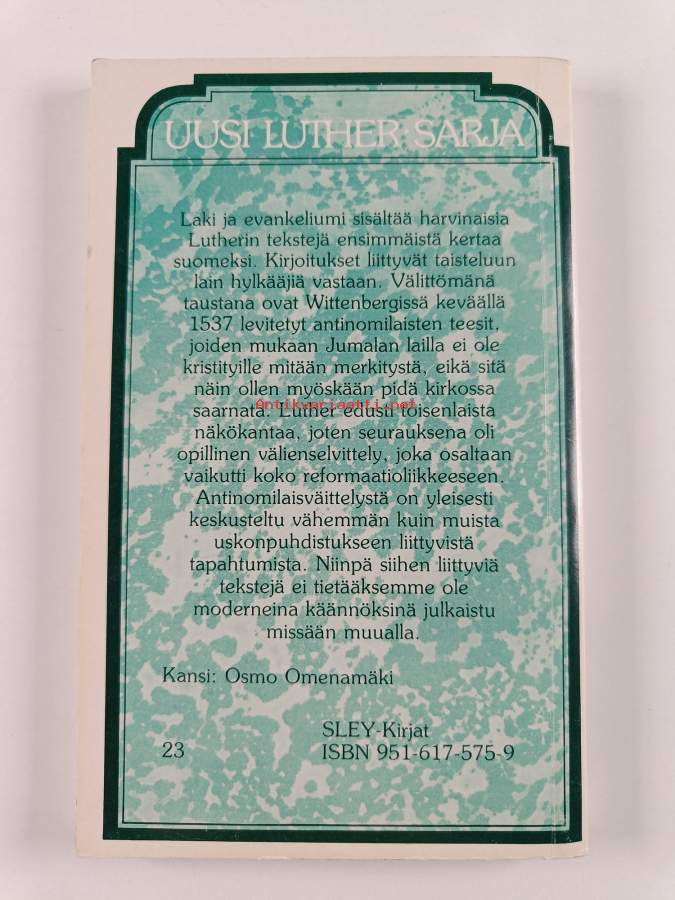 UUSI LUTHER SARJA
Laki ja evankeliumi sisältää harvinaisia
Lutherin tekstejä ensimmäistä kertaa
suomeksi. Kirjoitukset liittyvät taisteluun
lain hylkääjiä vastaan. Välittömänä
taustana ovat Wittenbergissä keväällä
1537 levitetyt antinomilaisten teesit,
joiden mukaan Jumalan lailla ei ole
kristityille mitään merkitystä, eikä sitä
näin ollen myöskään pidä kirkossa
Antikvariaatti.net
saarnata. Luther edusti toisenlaista
näkökantaa, joten seurauksena oli
opillinen välienselvittely, joka osaltaan
vaikutti koko reformaatioliikkeeseen.
Antinomilaisväittelystä on yleisesti
keskusteltu vähemmän kuin muista
uskonpuhdistukseen liittyvistä
tapahtumista. Niinpä siihen liittyviä
tekstejä ei tietääksemme ole
moderneina käännöksinä julkaistu
missään muualla.
Kansi: Osmo Omenamäki
SLEY-Kirjat
23 ISBN 951-617-575-9